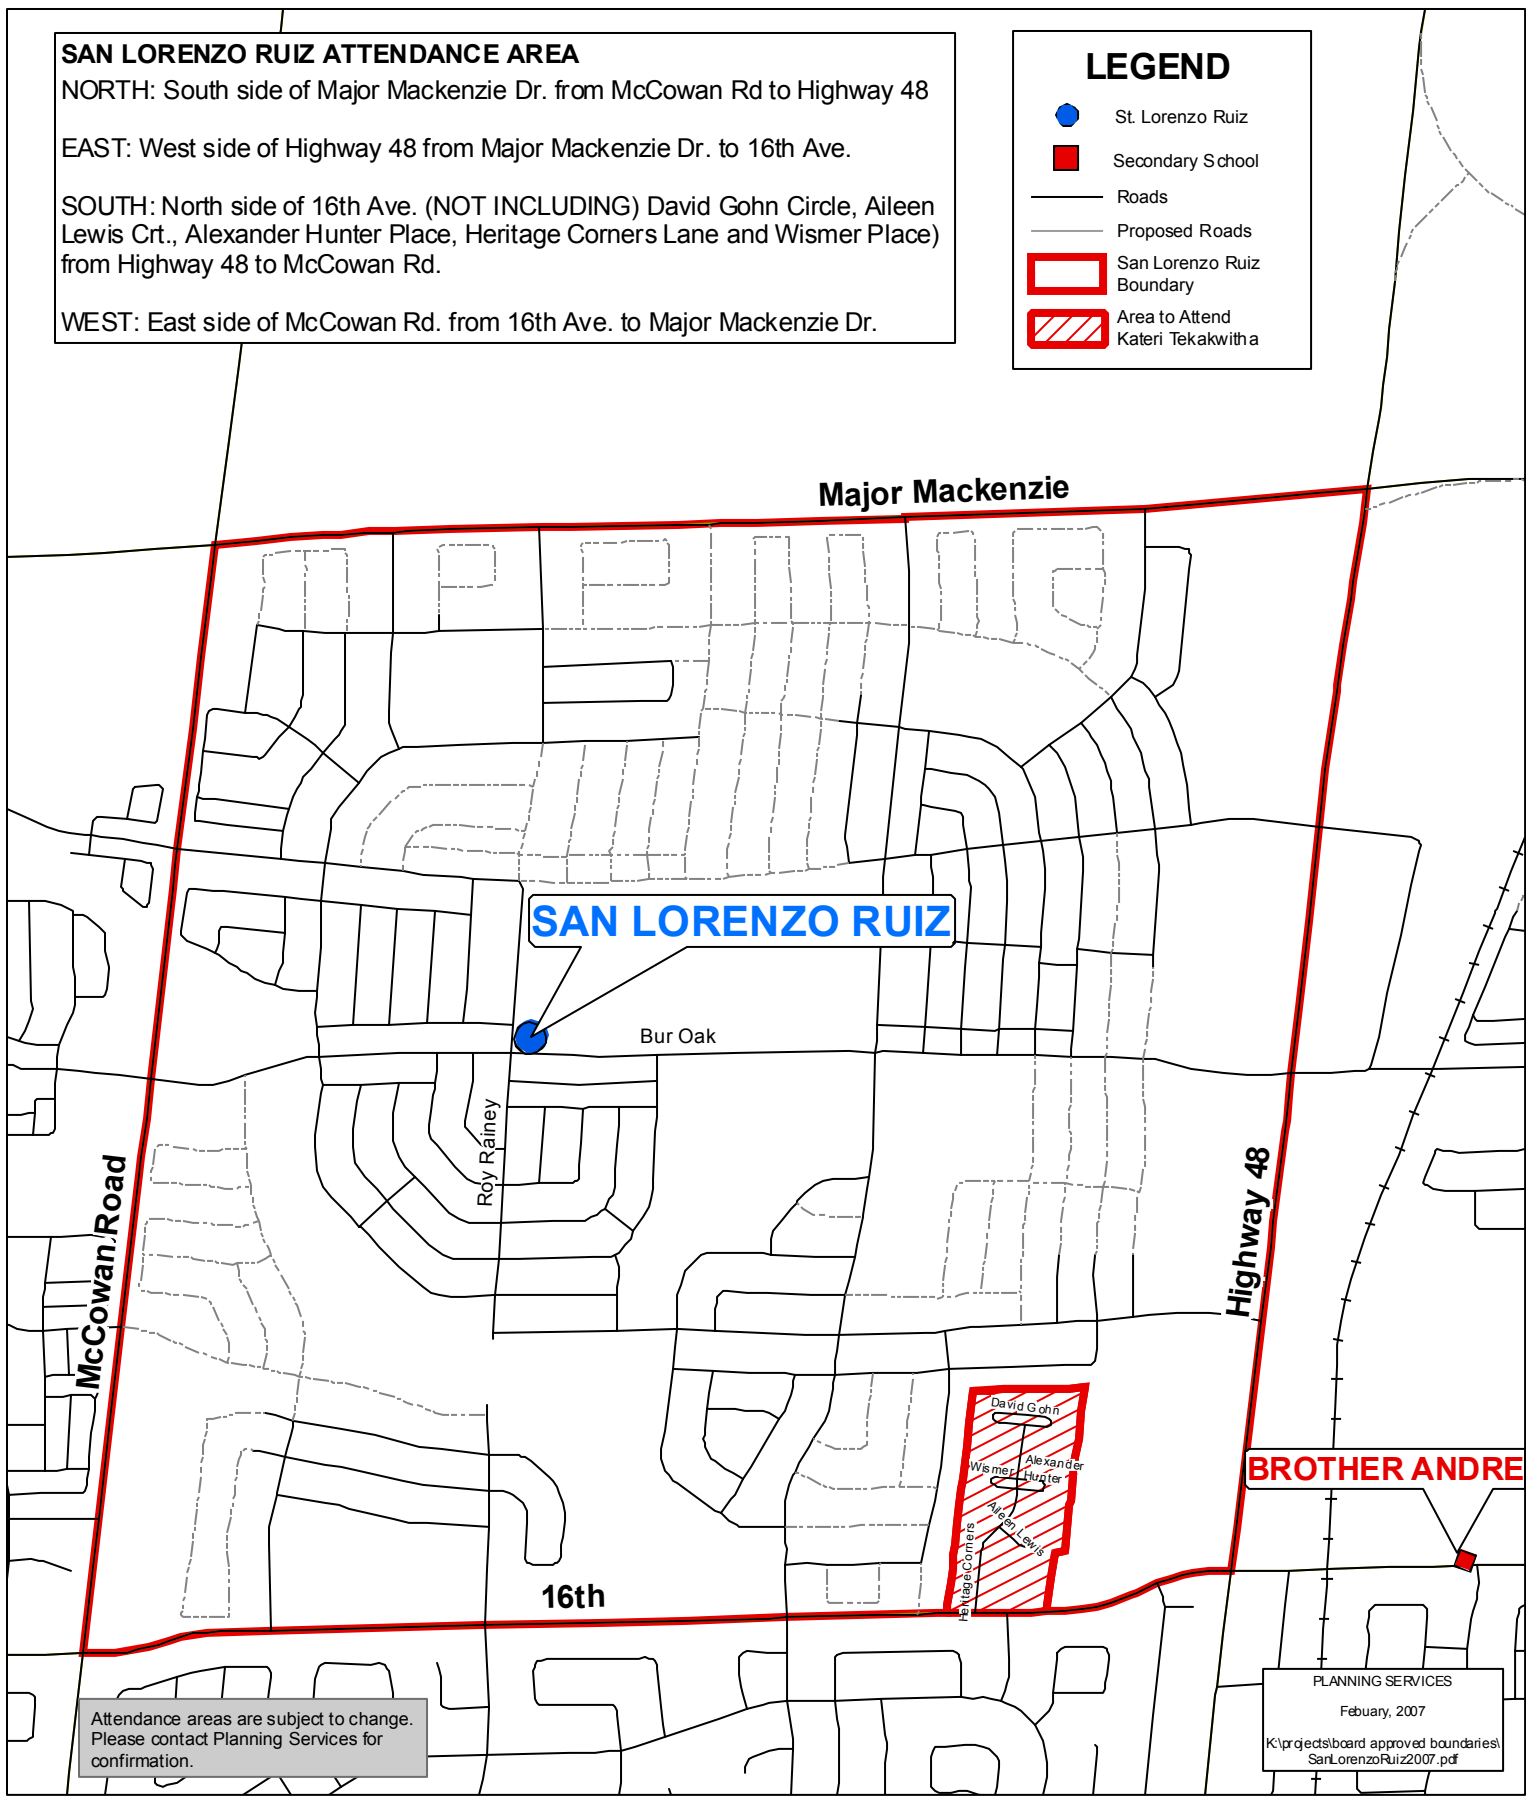 SAN LORENZO RUIZ ATTENDANCE AREA
NORTH: South side of Major Mackenzie Dr. from McCowan Rd to Highway 48
EAST: West side of Highway 48 from Major Mackenzie Dr. to 16th Ave.
SOUTH: North side of 16th Ave. (NOT INCLUDING) David Gohn Circle, Aileen
Lewis Crt., Alexander Hunter Place, Heritage Corners Lane and Wismer Place)
from Highway 48 to McCowan Rd.
WEST: East side of McCowan Rd. from 16th Ave. to Major Mackenzie Dr.
LEGEND
St. Lorenzo Ruiz
Secondary School
Roads
Proposed Roads
San Lorenzo Ruiz
Boundary
Area to Attend
Kateri Tekakwitha
Major Mackenzie
SAN LORENZO RUIZ
Bur Oak
Roy Rainey
McCowan Road
Highway 48
David Gohn
Alexander
Hunter
Wismer
Aileen Lewis
Heritage Corners
BROTHER ANDRE
16th
Attendance areas are subject to change.
Please contact Planning Services for
confirmation.
PLANNING SERVICES
Febuary, 2007
K:\projects\board approved boundaries\
SanLorenzoRuiz2007.pdf